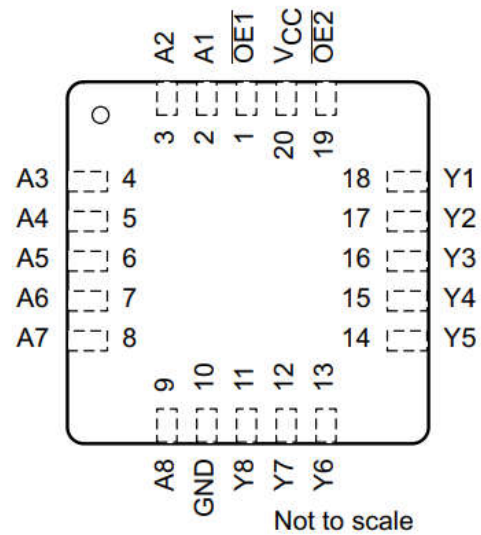 A2 A1 OE1 VCC OE2
3 2 1 20 19
A3 4 18 Y1
A4 5 17 Y2
A5 6 16 Y3
A6 7 15 Y4
A7 8 14 Y5
9 10 11 12 13
A8 GND Y8 Y7 Y6
Not to scale